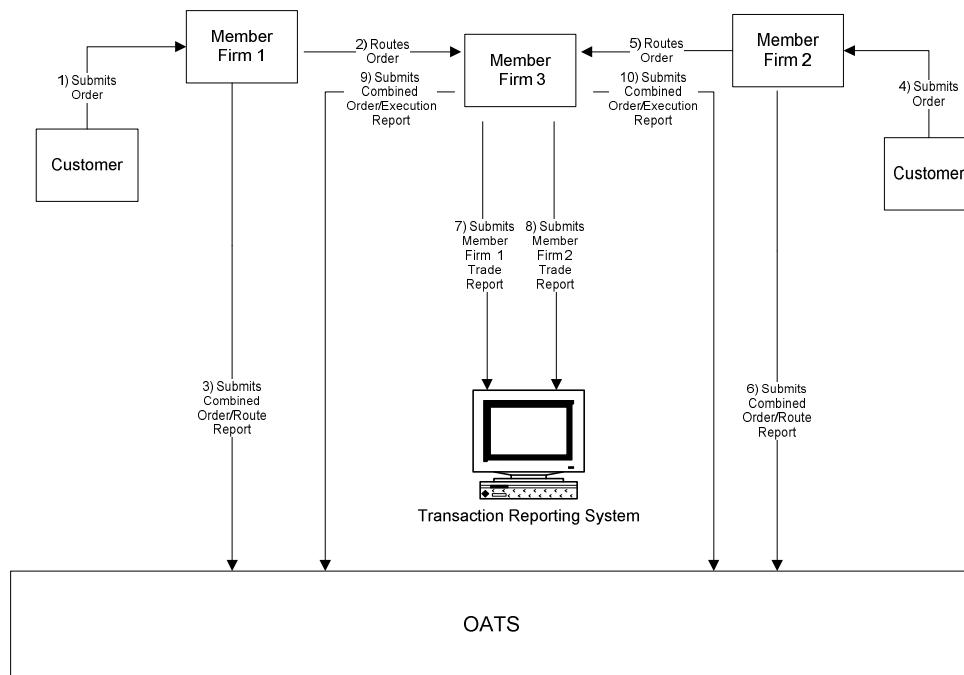 Member
Firm 1
2) Routes
Order
Member
Firm 3
5) Routes
Order
Member
Firm 2
1) Submits
Order
9) Submits
Combined
Order/Execution
Report
10) Submits
Combined
Order/Execution
Report
4) Submits
Order
Customer
Customer
7) Submits
Member
Firm 1
Trade
Report
8) Submits
Member
Firm 2
Trade
Report
3) Submits
Combined
Order/Route
Report
6) Submits
Combined
Order/Route
Report
Transaction Reporting System
OATS